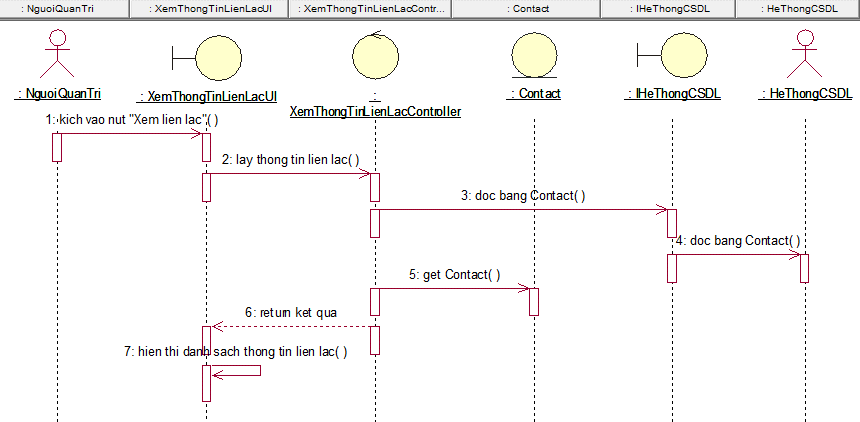 : NguoiQuanTri
: XemThongTinLienLacUI
: XemThongTinLienLacContr...
: Contact
: IHeThongCSDL
: HeThongCSDL
: NguoiQuanTri
: XemThongTinLienLacUI
:
XemThongTinLienLacController
: Contact
: IHeThongCSDL
: HeThongCSDL
1: kich vao nut "Xem lien lac"( )
2: lay thong tin lien lac( )
3: doc bang Contact( )
4: doc bang Contact( )
5: get Contact( )
6: return ket qua
7: hien thi danh sach thong tin lien lac( )